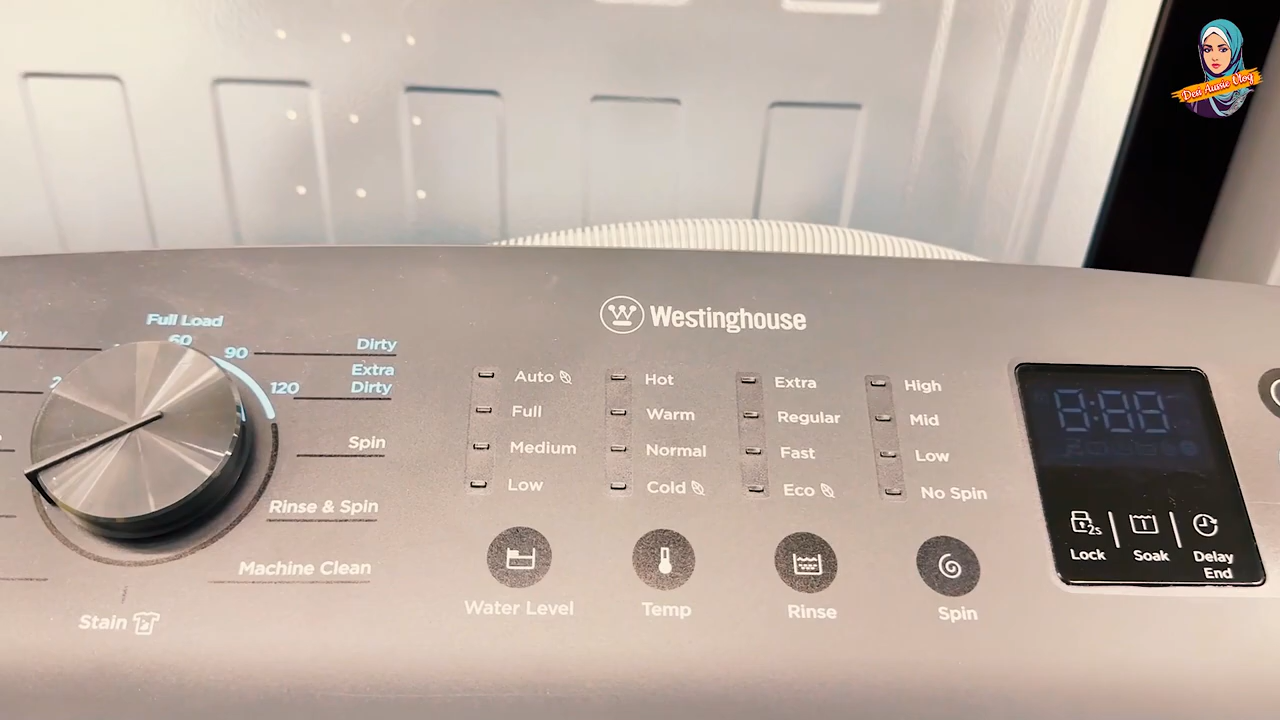 Desi Aussie Vlog
Westinghouse
Full Load
60
90
120
Dirty
Extra
Dirty
Spin
Rinse & Spin
Machine Clean
Stain
Auto
Full
Medium
Low
Water Level
Hot
Warm
Normal
Cold
Temp
Extra
Regular
Fast
Eco
Rinse
High
Mid
Low
No Spin
Spin
8:88
2s
Lock
Soak
Delay
End